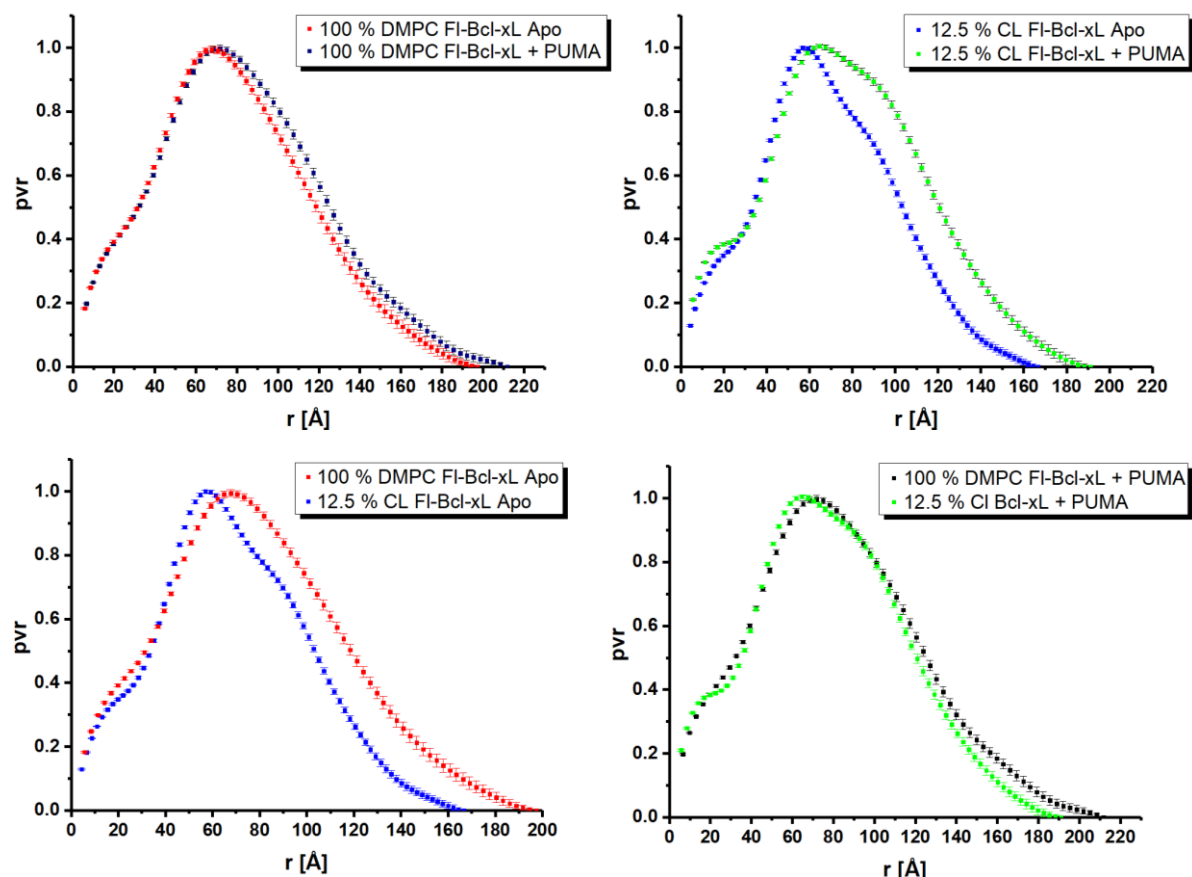 100 % DMPC Fl-Bcl-xL Apo
100 % DMPC Fl-Bcl-xL + PUMA
pvr
1.0
0.8
0.6
0.4
0.2
0.0
0 20 40 60 80 100 120 140 160 180 200 220
r [Å]
12.5 % CL Fl-Bcl-xL Apo
12.5 % CL Fl-Bcl-xL + PUMA
pvr
1.0
0.8
0.6
0.4
0.2
0.0
0 20 40 60 80 100 120 140 160 180 200 220
r [Å]
100 % DMPC Fl-Bcl-xL Apo
12.5 % CL Fl-Bcl-xL Apo
pvr
1.0
0.8
0.6
0.4
0.2
0.0
0 20 40 60 80 100 120 140 160 180 200
r [Å]
100 % DMPC Fl-Bcl-xL + PUMA
12.5 % Cl Bcl-xL + PUMA
pvr
1.0
0.8
0.6
0.4
0.2
0.0
0 20 40 60 80 100 120 140 160 180 200 220
r [Å]